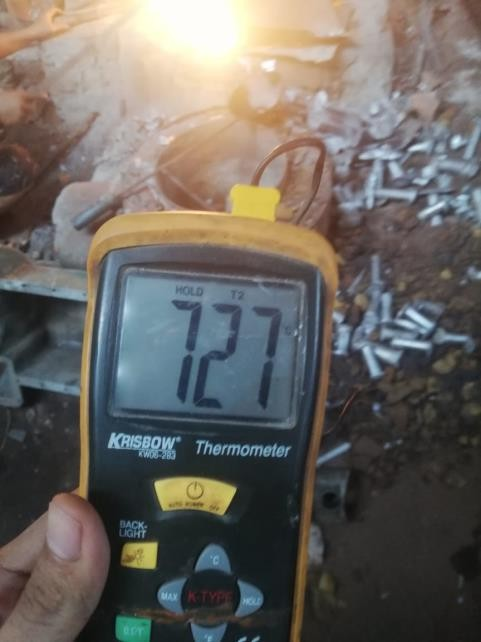 HOLD T2
727
°C
KRISBOW® Thermometer
KW06-283
AUTO POWER OFF
BACK-
LIGHT
°C
MAX K-TYPE HOLD
°F